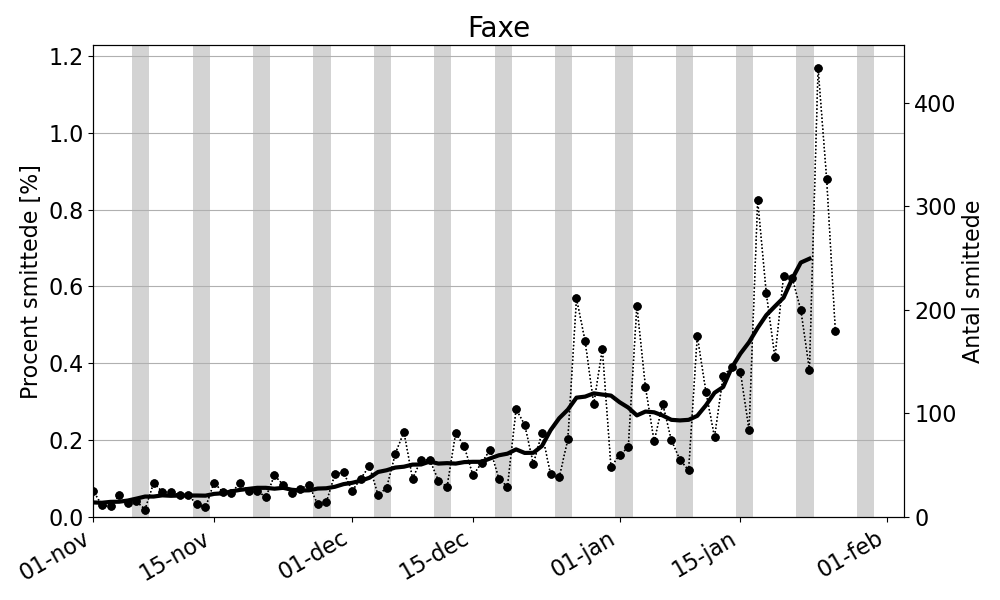 Faxe
Procent smittede [%]
1.2
1.0
0.8
0.6
0.4
0.2
0.0
400
300
200
100
0
Antal smittede
01-nov
15-nov
01-dec
15-dec
01-jan
15-jan
01-feb